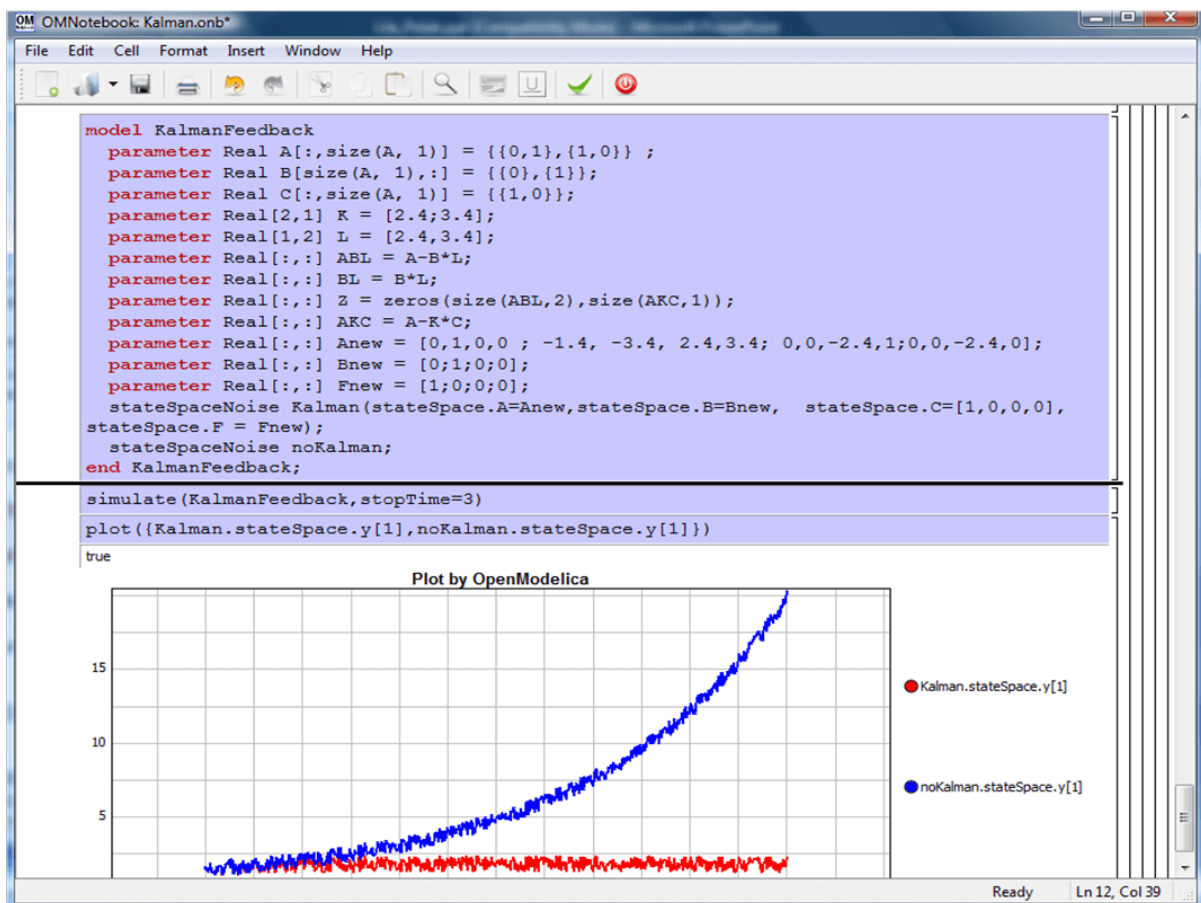 OMNotebook: Kalman.onb*
File Edit Cell Format Insert Window Help
model KalmanFeedback
parameter Real A[:,size(A, 1)] = {{0,1},{1,0}} ;
parameter Real B[size(A, 1),:] = {{0},{1}};
parameter Real C[:,size(A, 1)] = {{1,0}};
parameter Real[2,1] K = [2.4;3.4];
parameter Real[1,2] L = [2.4,3.4];
parameter Real[:,:] ABL = A-B*L;
parameter Real[:,:] BL = B*L;
parameter Real[:,:] Z = zeros(size(ABL,2),size(AKC,1));
parameter Real[:,:] AKC = A-K*C;
parameter Real[:,:] Anew = [0,1,0,0 ; -1.4, -3.4, 2.4,3.4; 0,0,-2.4,1;0,0,-2.4,0];
parameter Real[:,:] Bnew = [0;1;0;0];
parameter Real[:,:] Fnew = [1;0;0;0];
stateSpaceNoise Kalman(stateSpace.A=Anew,stateSpace.B=Bnew, stateSpace.C=[1,0,0,0],
stateSpace.F = Fnew);
stateSpaceNoise noKalman;
end KalmanFeedback;
simulate(KalmanFeedback,stopTime=3)
plot({Kalman.stateSpace.y[1],noKalman.stateSpace.y[1]})
true
Plot by OpenModelica
15
Kalman.stateSpace.y[1]
10
noKalman.stateSpace.y[1]
5
Ready Ln 12, Col 39